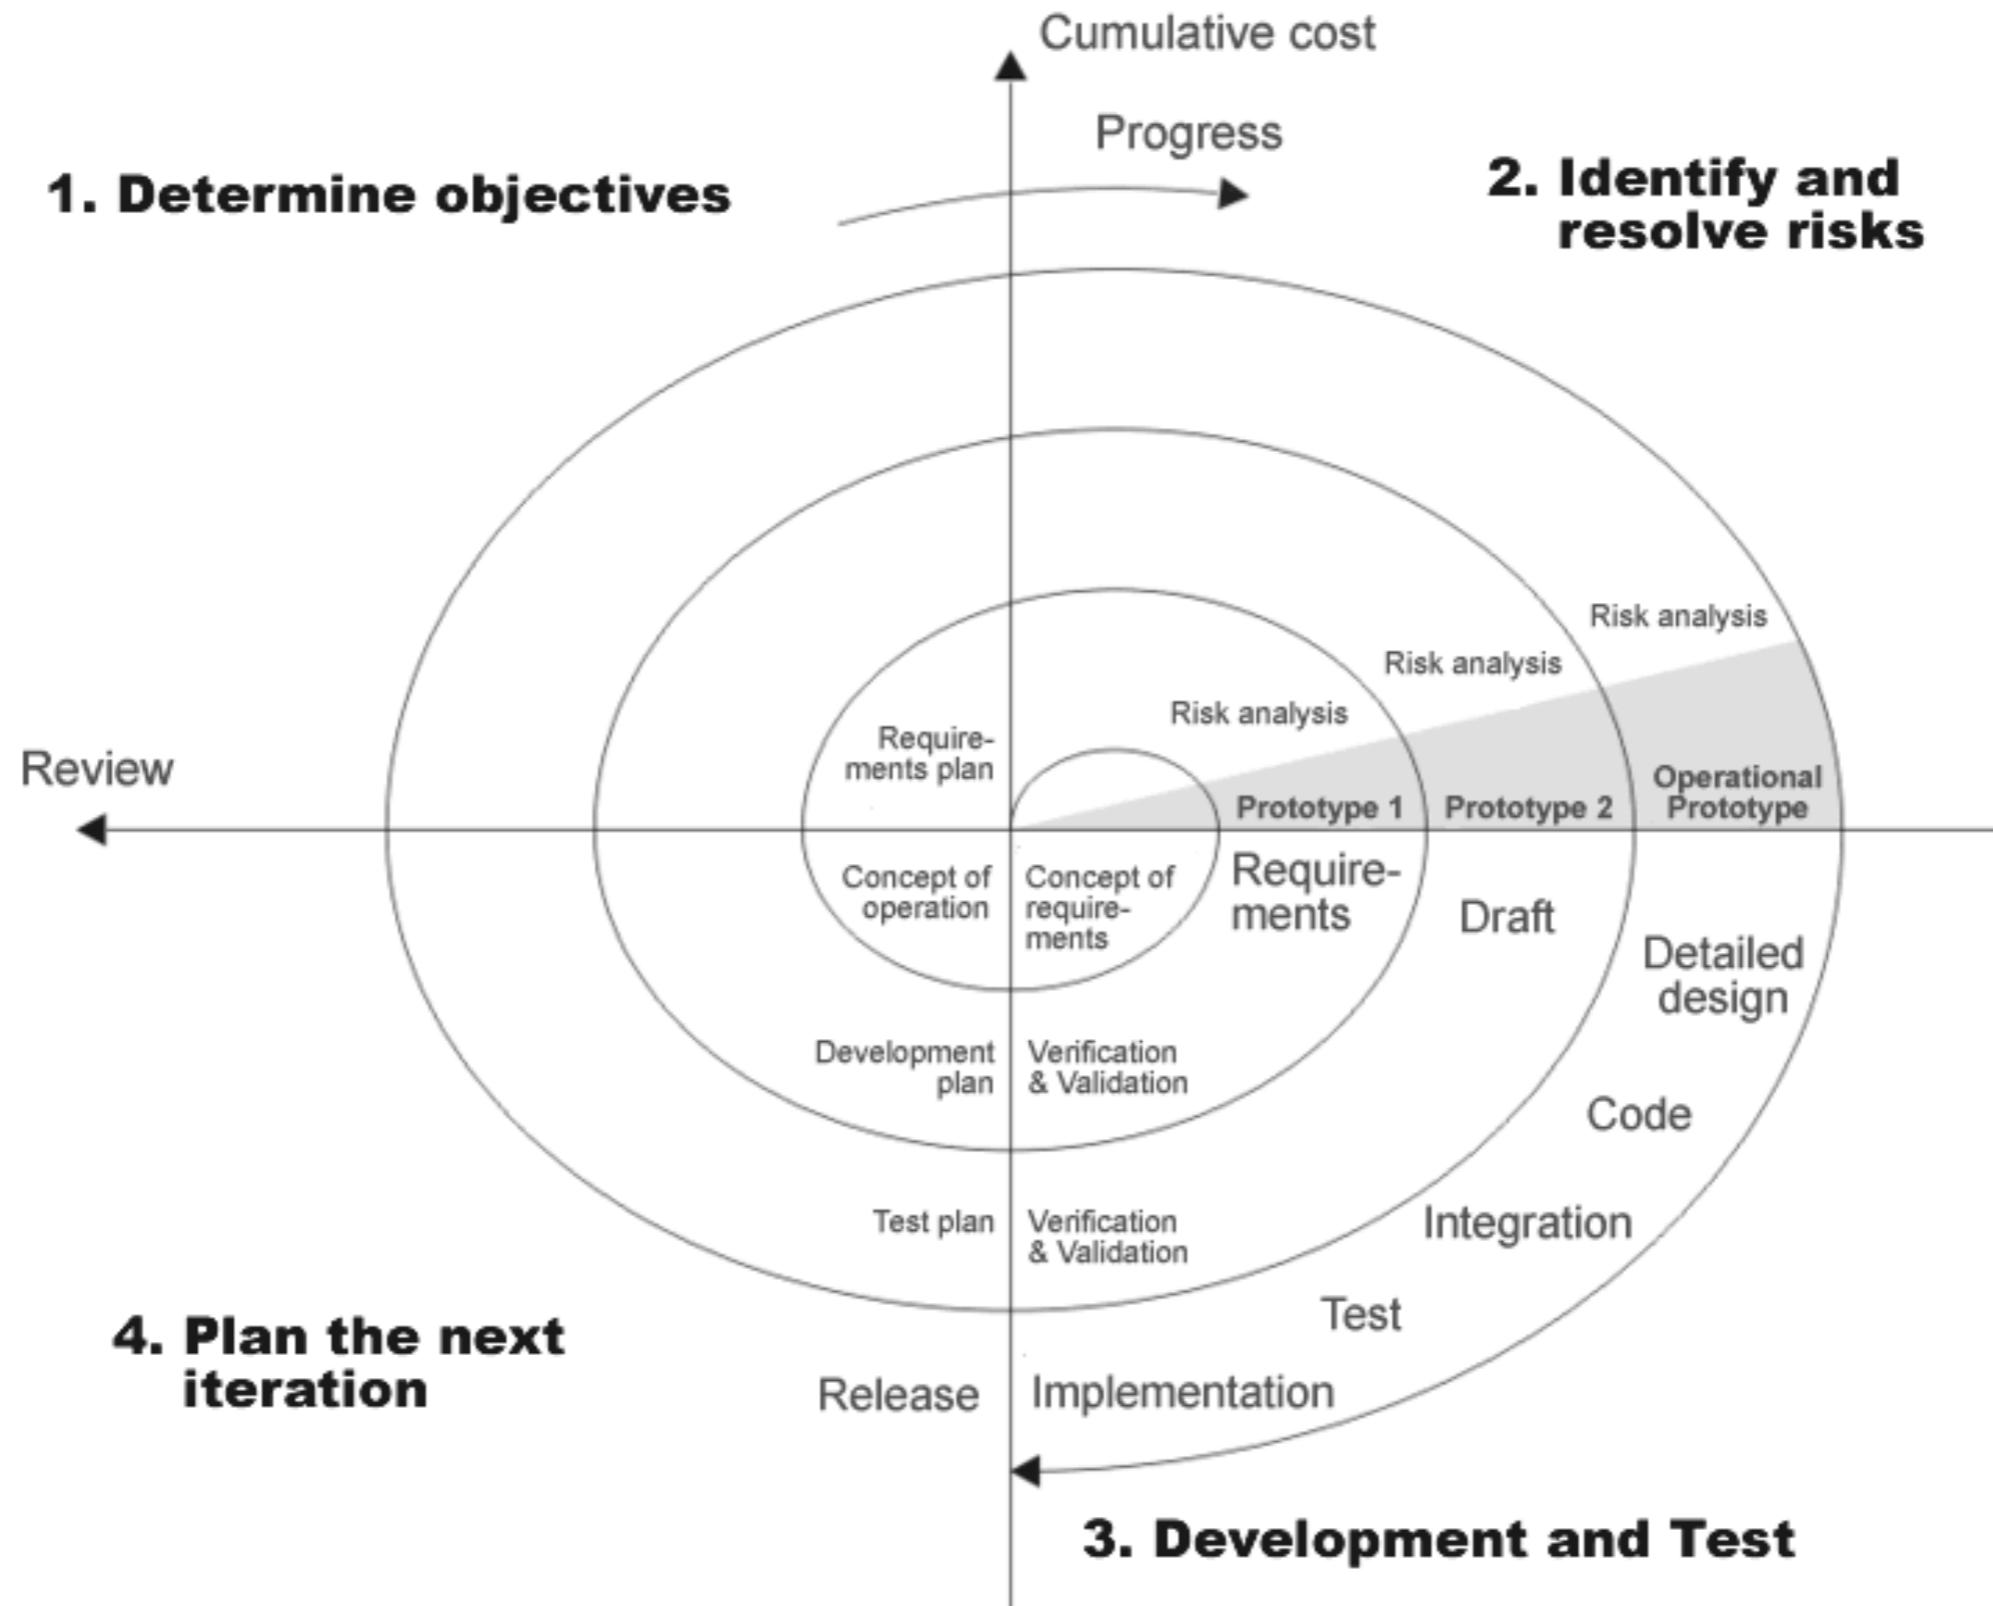 Cumulative cost
Progress
1. Determine objectives
2. Identify and
resolve risks
Risk analysis
Risk analysis
Risk analysis
Require-
ments plan
Review
Operational
Prototype
Prototype 1
Prototype 2
Concept of
operation
Concept of
require-
ments
Require-
ments
Draft
Detailed
design
Development
plan
Verification
& Validation
Code
Test plan
Verification
& Validation
Integration
Test
4. Plan the next
iteration
Release
Implementation
3. Development and Test